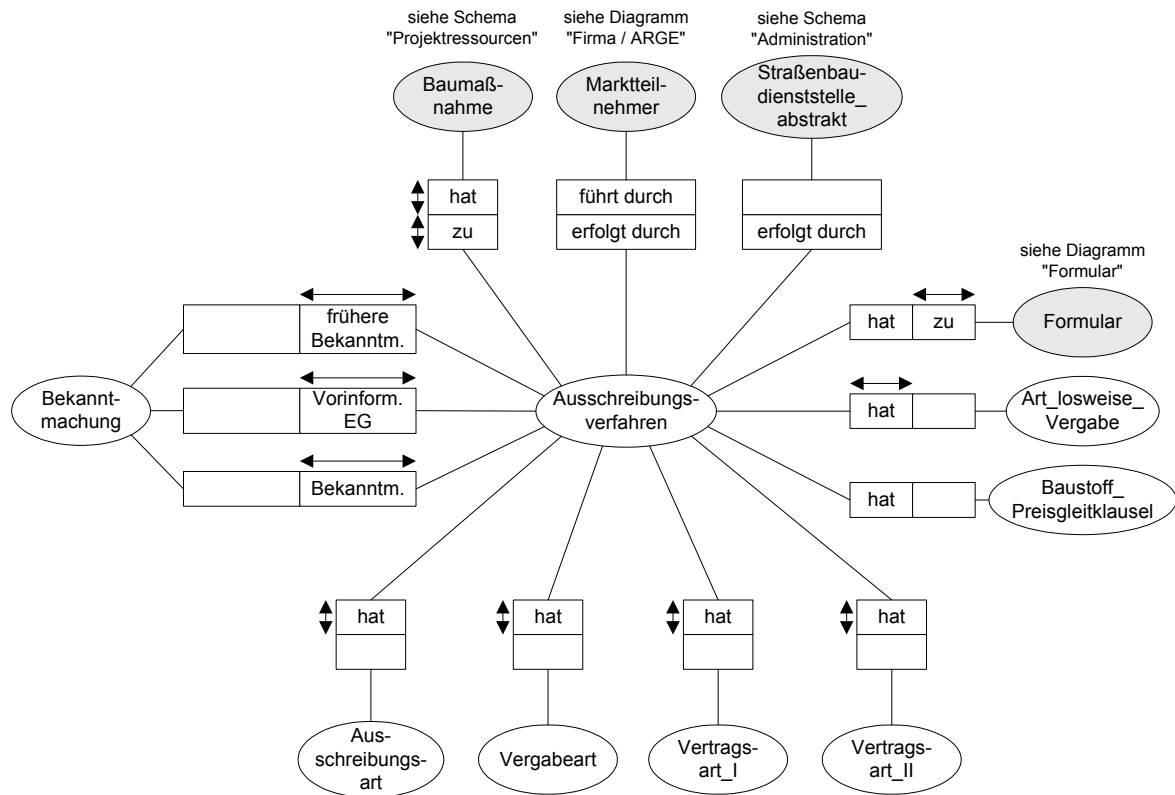 siehe Schema
"Projektressourcen"
siehe Diagramm
"Firma / ARGE"
siehe Schema
"Administration"
Baumaß-
nahme
Marktteil-
nehmer
Straßenbau-
dienststelle_
abstrakt
hat
zu
führt durch
erfolgt durch
erfolgt durch
siehe Diagramm
"Formular"
frühere
Bekanntm.
hat
zu
Formular
Bekannt-
machung
Vorinform.
EG
Ausschreibungs-
verfahren
hat
Art_losweise_
Vergabe
Bekanntm.
hat
Baustoff_
Preisgleitklausel
hat
hat
hat
hat
Aus-
schreibungs-
art
Vergabeart
Vertrags-
art_I
Vertrags-
art_II